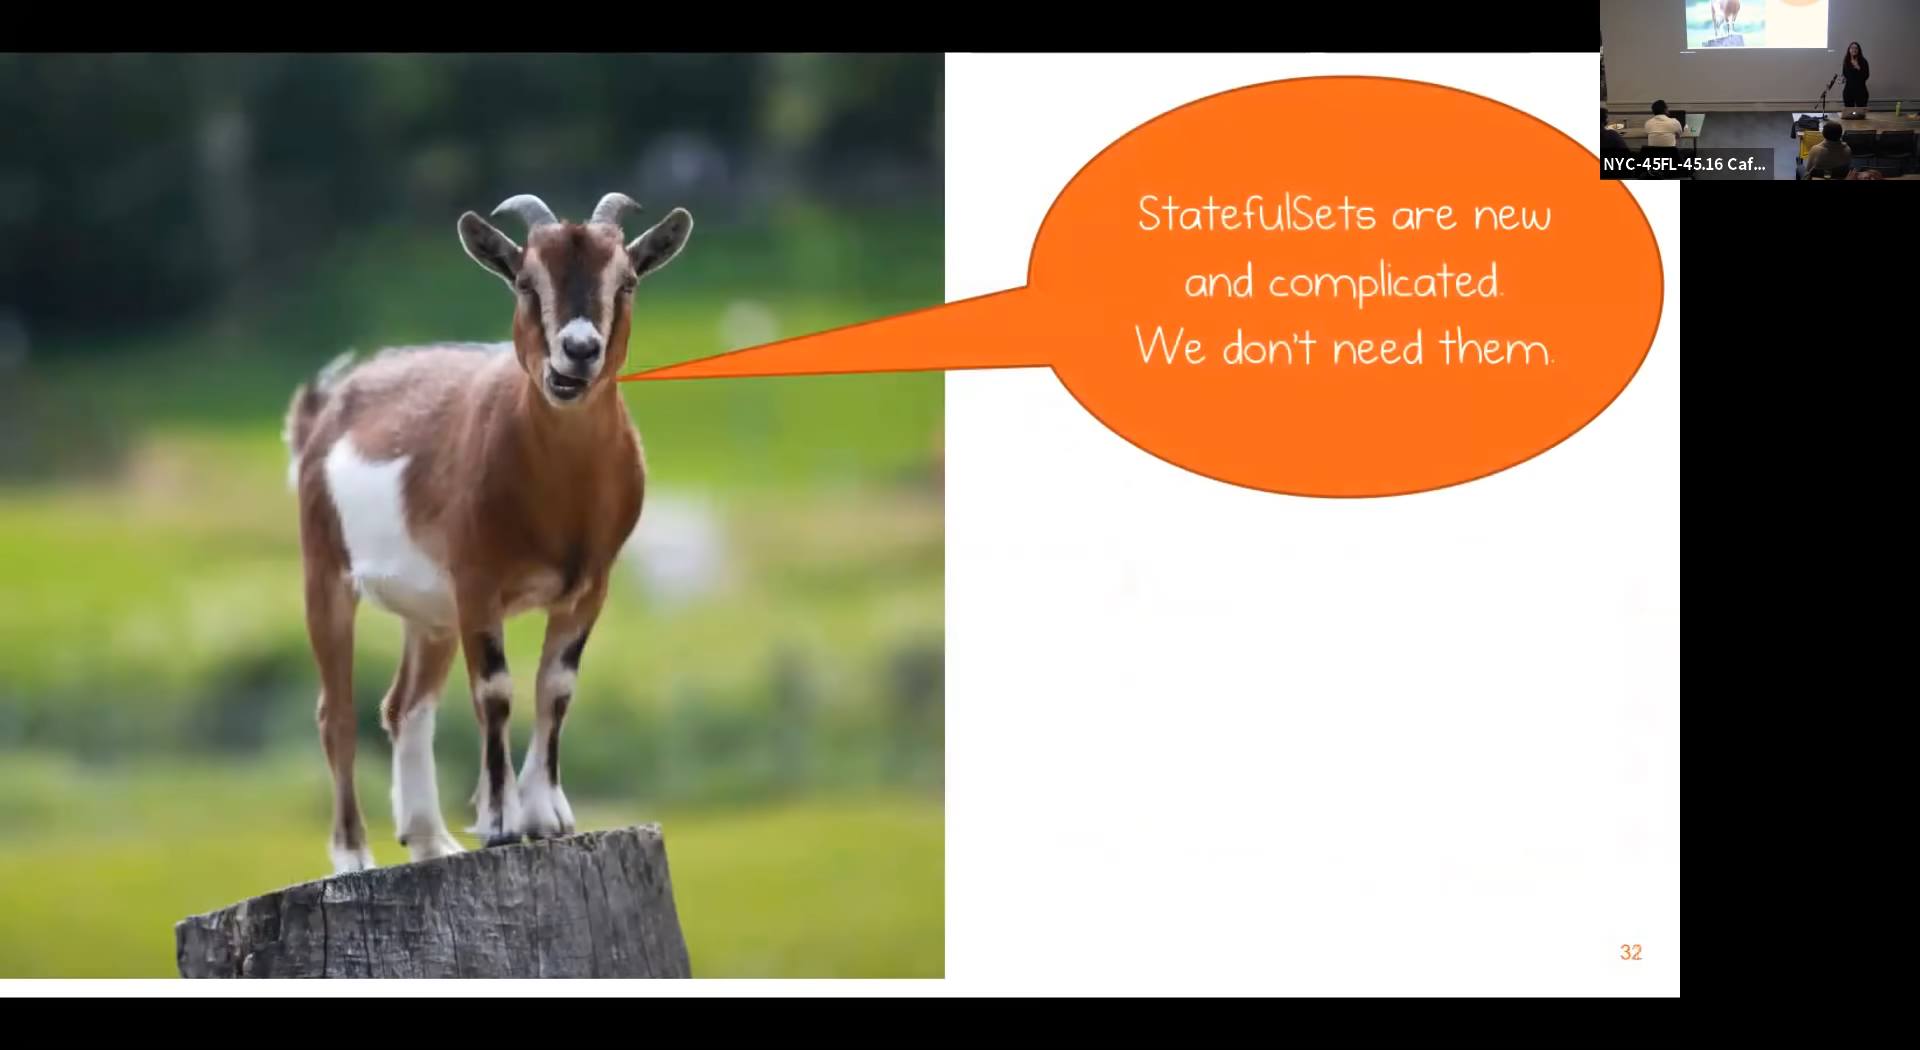 StatefulSets are new
and complicated.
We don't need them.
NYC-45FL-45.16 Caf...
32